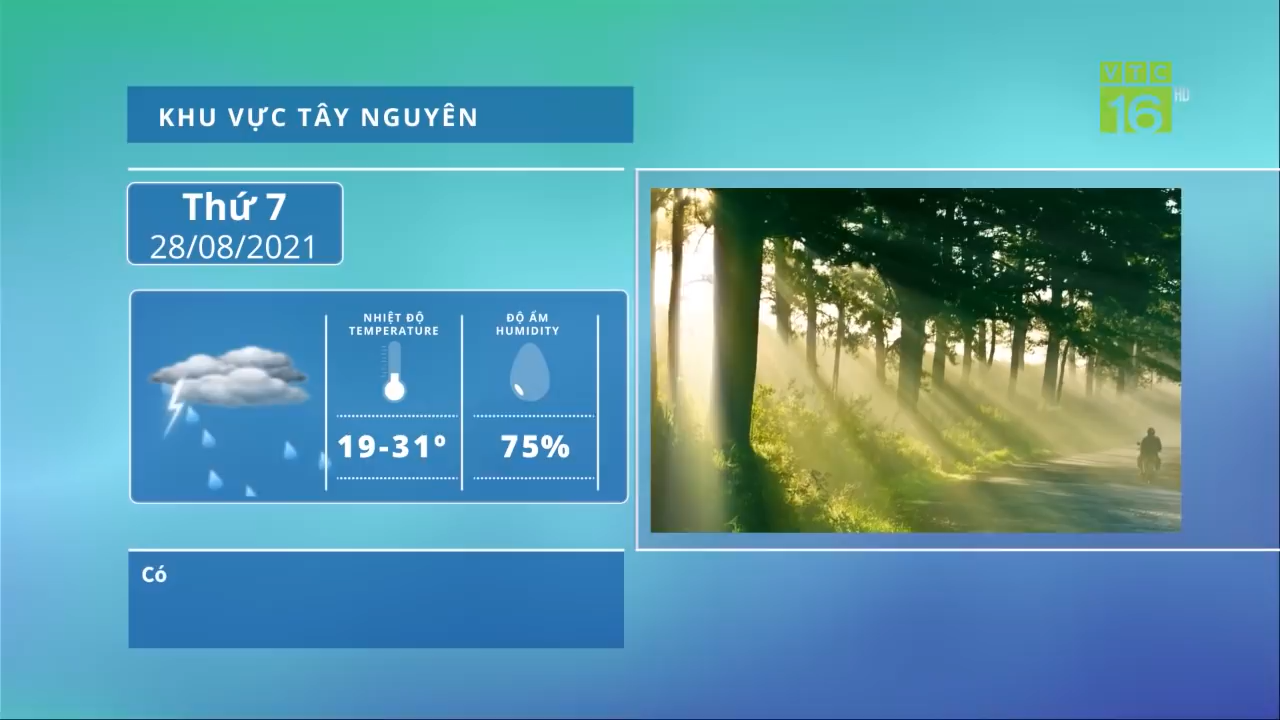 KHU VỰC TÂY NGUYÊN
VTC
16
HD
Thứ 7
28/08/2021
NHIỆT ĐỘ
TEMPERATURE
19-31º
ĐỘ ẨM
HUMIDITY
75%
Có